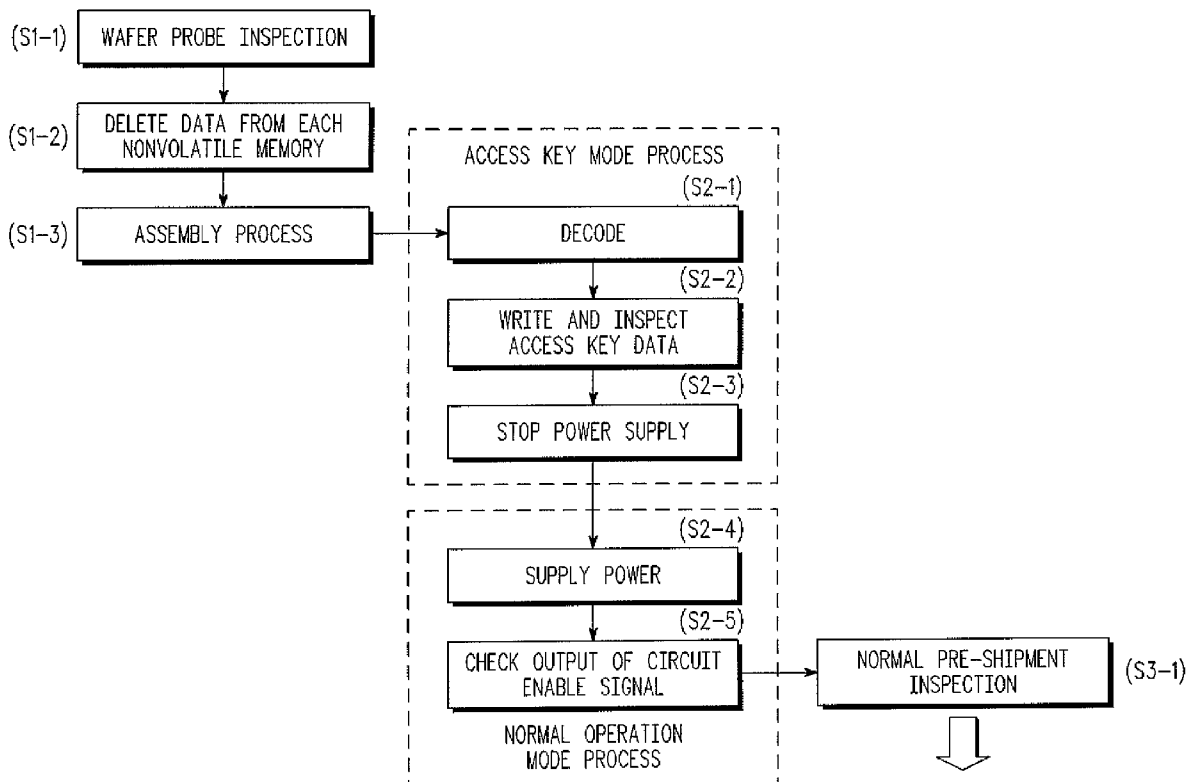 (S1-1)
WAFER PROBE INSPECTION
(S1-2)
DELETE DATA FROM EACH
NONVOLATILE MEMORY
(S1-3)
ASSEMBLY PROCESS
ACCESS KEY MODE PROCESS
(S2-1)
DECODE
(S2-2)
WRITE AND INSPECT
ACCESS KEY DATA
(S2-3)
STOP POWER SUPPLY
(S2-4)
SUPPLY POWER
(S2-5)
CHECK OUTPUT OF CIRCUIT
ENABLE SIGNAL
NORMAL OPERATION
MODE PROCESS
NORMAL PRE-SHIPMENT
INSPECTION
(S3-1)